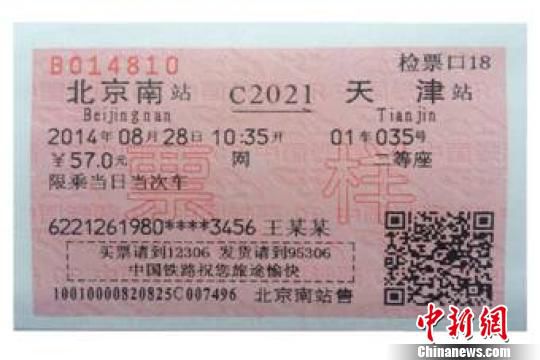 B014810 检票口18
北京南站 C2021 天津站
Beijingnan Tianjin
2014年08月28日 10:35开 01车035号
￥57.0元 网 二等座
限乘当日当次车
票样
6221261980****3456 王某某
买票请到12306 发货请到95306
中国铁路祝您旅途愉快
10010000820825C007496 北京南站售
中新网
Chinanews.com